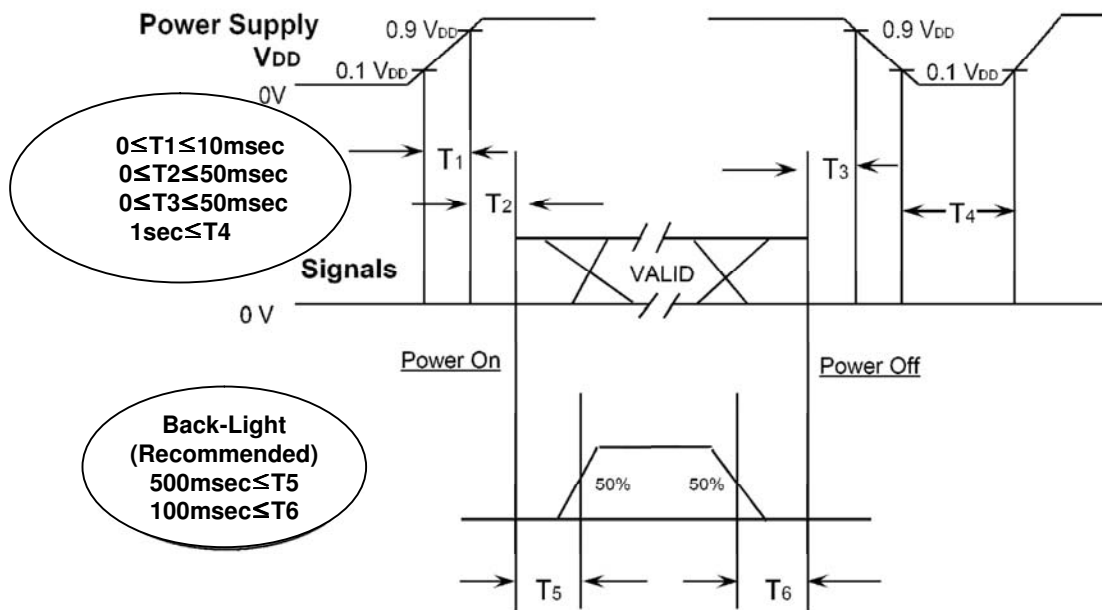 Power Supply
VDD
0.9 VDD
0.1 VDD
0V
0.9 VDD
0.1 VDD
0≤T1≤10msec
0≤T2≤50msec
0≤T3≤50msec
1sec≤T4
T1
T2
T3
T4
Signals
VALID
0 V
Power On
Power Off
Back-Light
(Recommended)
500msec≤T5
100msec≤T6
50%
50%
T5
T6